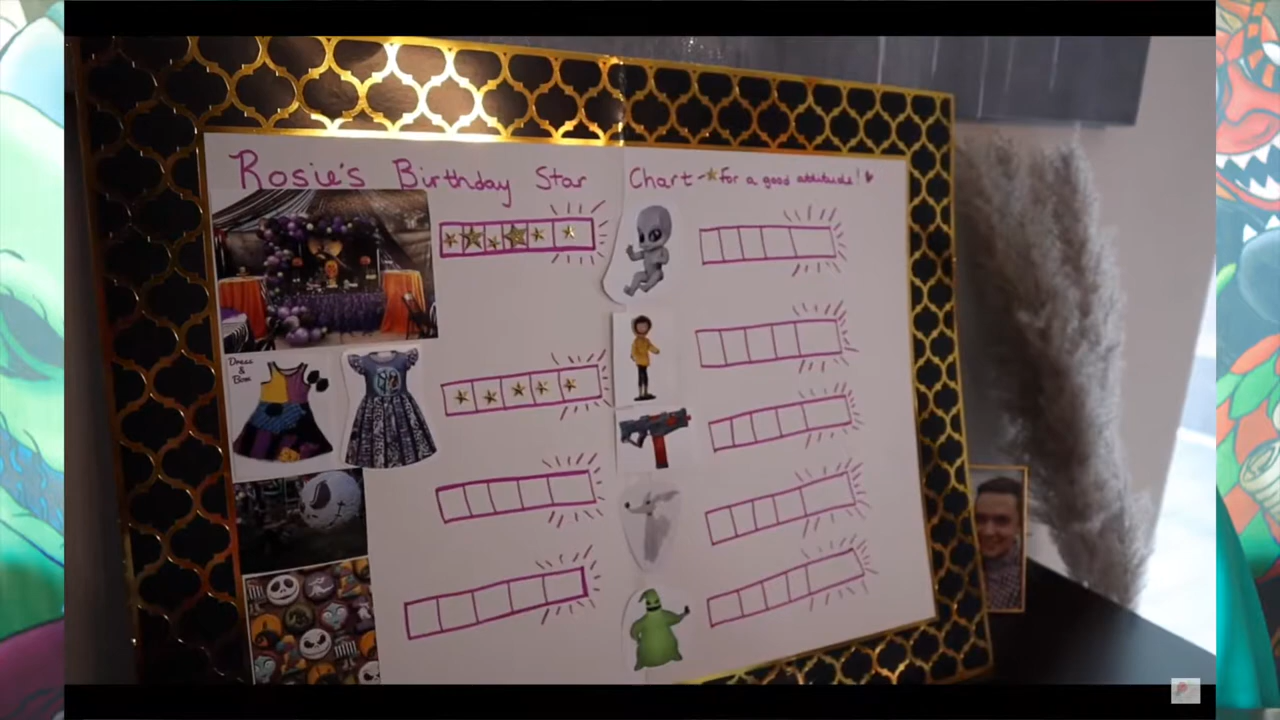 Rosie's Birthday Star Chart - ★ for a good attitude! ♥
Dress
&
Bow